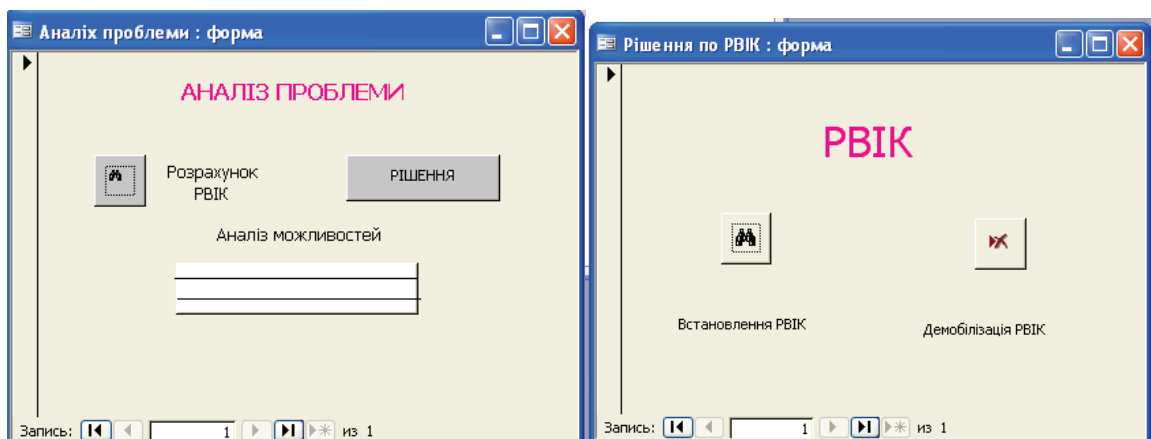 Аналіх проблеми : форма
АНАЛІЗ ПРОБЛЕМИ
Розрахунок
РВІК
РІШЕННЯ
Аналіз можливостей
Запись: 1 из 1
Рішення по РВІК : форма
РВІК
Встановлення РВІК
Демобілізація РВІК
Запись: 1 из 1